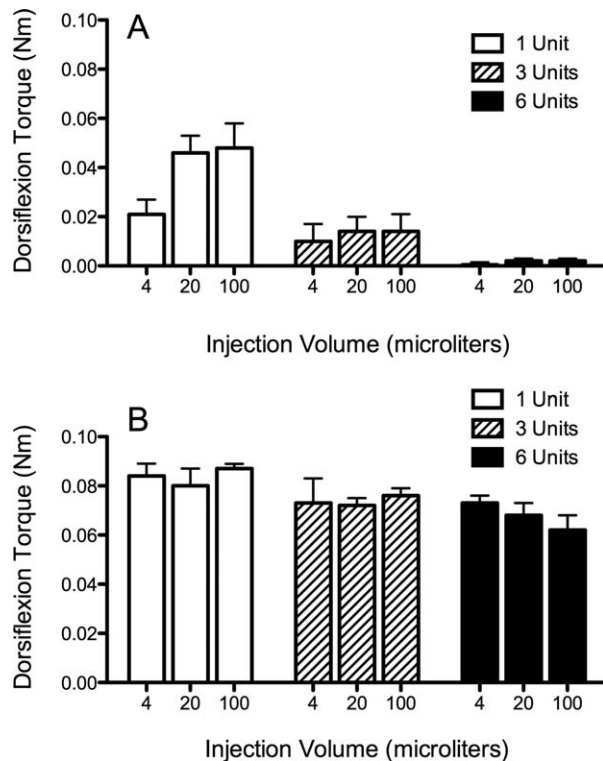 A
1 Unit
3 Units
6 Units
Dorsiflexion Torque (Nm)
0.10
0.08
0.06
0.04
0.02
0.00
4 20 100 4 20 100 4 20 100
Injection Volume (microliters)
B
1 Unit
3 Units
6 Units
Dorsiflexion Torque (Nm)
0.10
0.08
0.06
0.04
0.02
0.00
4 20 100 4 20 100 4 20 100
Injection Volume (microliters)